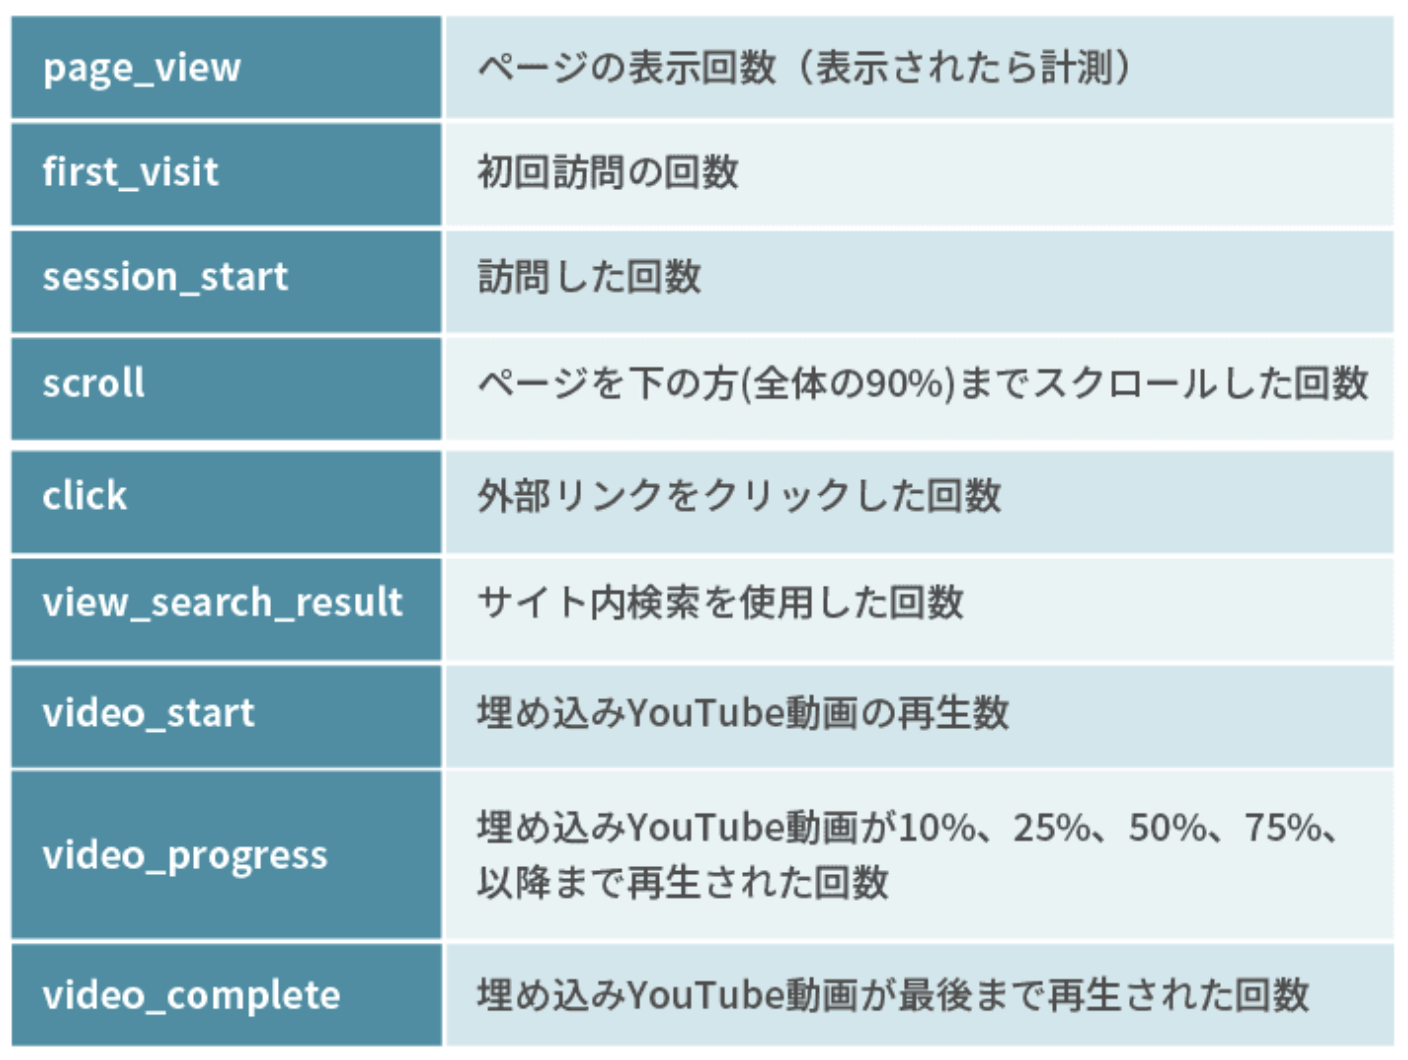 page_view
ページの表示回数（表示されたら計測）
first_visit
初回訪問の回数
session_start
訪問した回数
scroll
ページを下の方(全体の90%)までスクロールした回数
click
外部リンクをクリックした回数
view_search_result
サイト内検索を使用した回数
video_start
埋め込みYouTube動画の再生数
video_progress
埋め込みYouTube動画が10%、25%、50%、75%、
以降まで再生された回数
video_complete
埋め込みYouTube動画が最後まで再生された回数